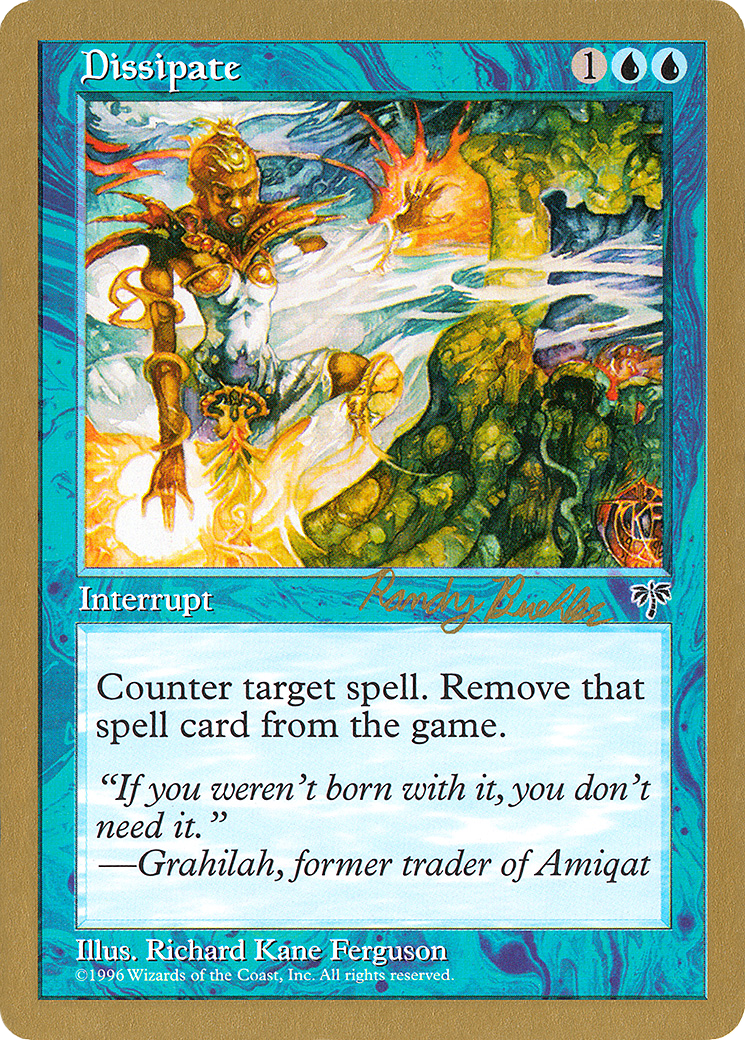 Dissipate 1
Interrupt
Randy Buehler
Counter target spell. Remove that
spell card from the game.
“If you weren’t born with it, you don’t
need it.”
—Grahilah, former trader of Amiqat
Illus. Richard Kane Ferguson
©1996 Wizards of the Coast, Inc. All rights reserved.